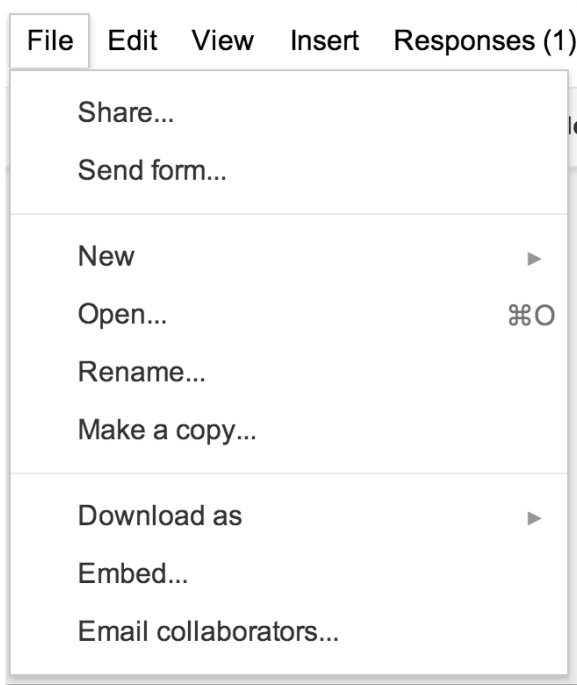 File Edit View Insert Responses (1)
Share...
Send form...
New ►
Open... ⌘O
Rename...
Make a copy...
Download as ►
Embed...
Email collaborators...